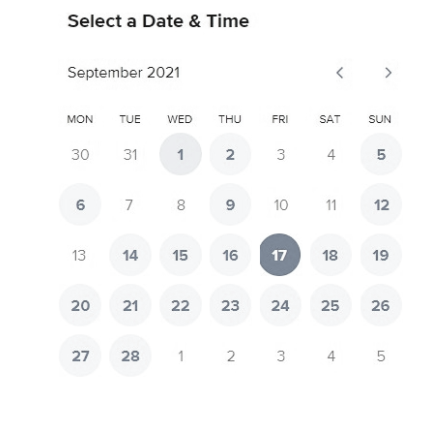 Select a Date & Time
September 2021
MON TUE WED THU FRI SAT SUN
30 31 1 2 3 4 5
6 7 8 9 10 11 12
13 14 15 16 17 18 19
20 21 22 23 24 25 26
27 28 1 2 3 4 5